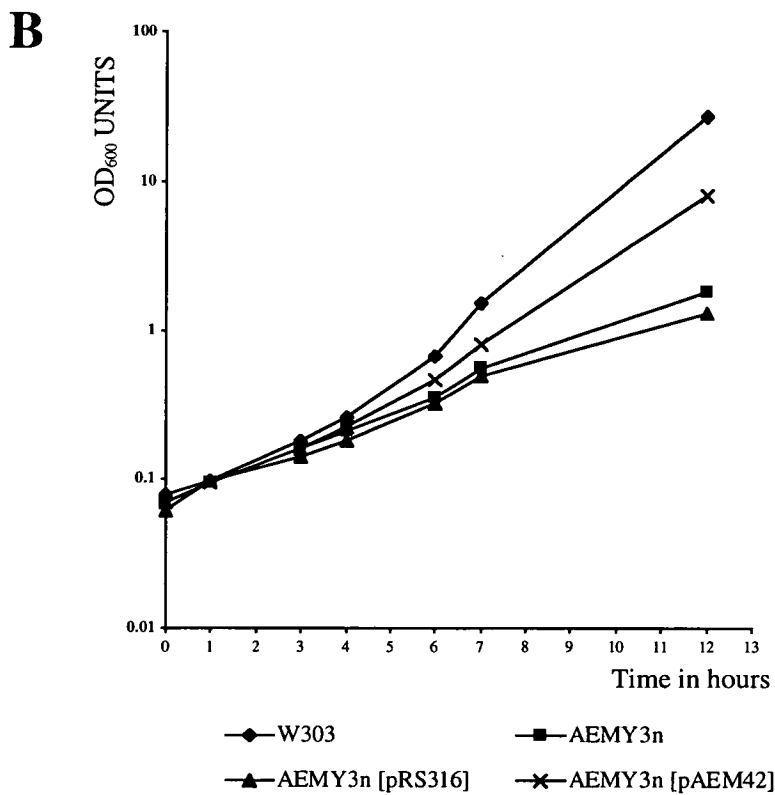 B
OD600 UNITS
100
10
1
0.1
0.01
0 1 2 3 4 5 6 7 8 9 10 11 12 13
Time in hours
W303 AEMY3n
AEMY3n [pRS316] AEMY3n [pAEM42]